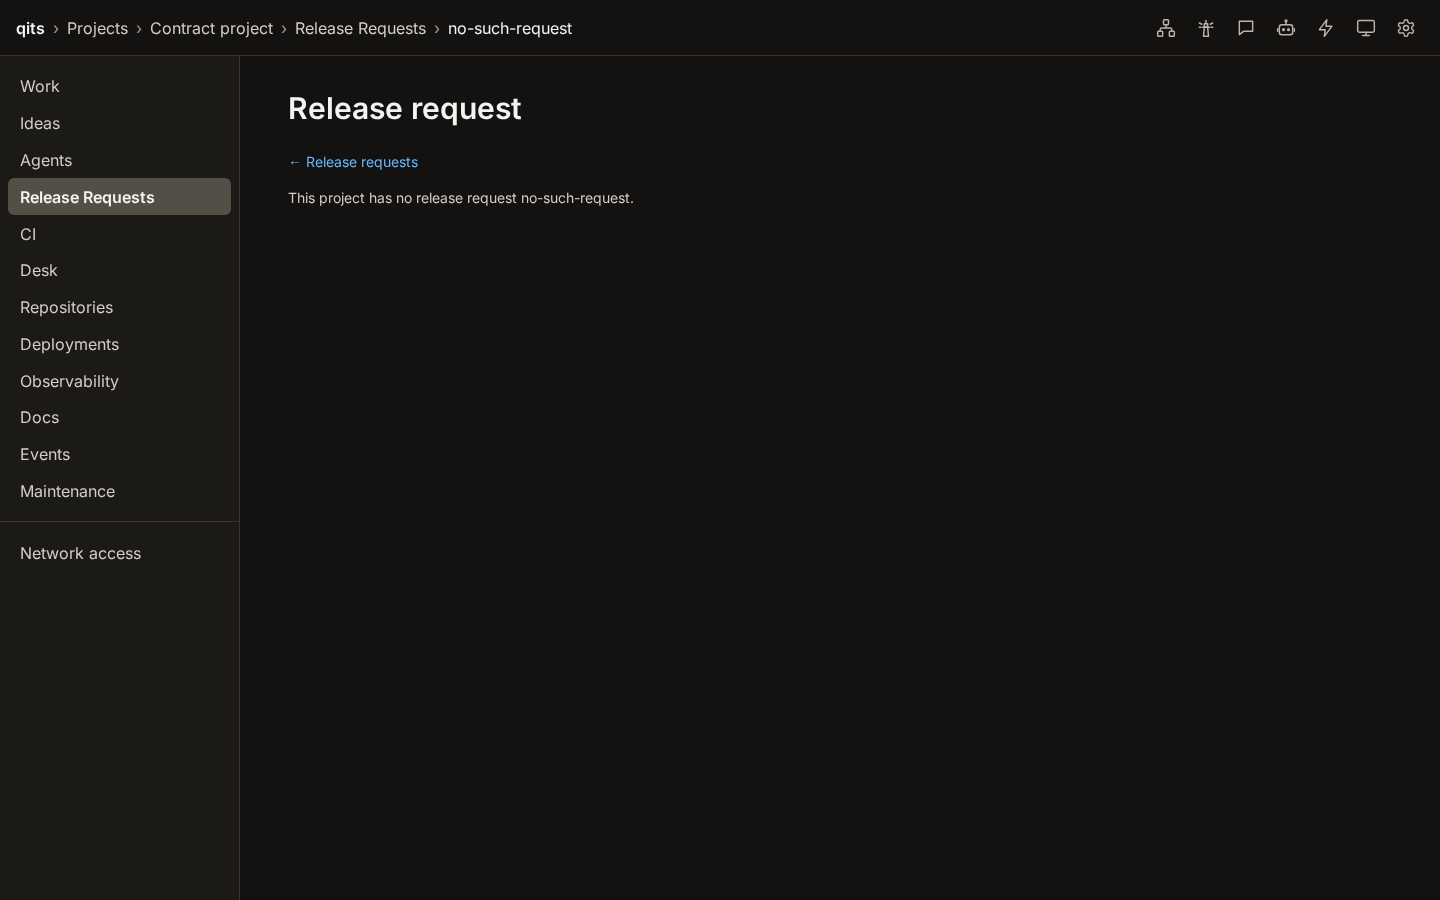 qits › Projects › Contract project › Release Requests › no-such-request
Work
Ideas
Agents
Release Requests
CI
Desk
Repositories
Deployments
Observability
Docs
Events
Maintenance
Network access
Release request
← Release requests
This project has no release request no-such-request.